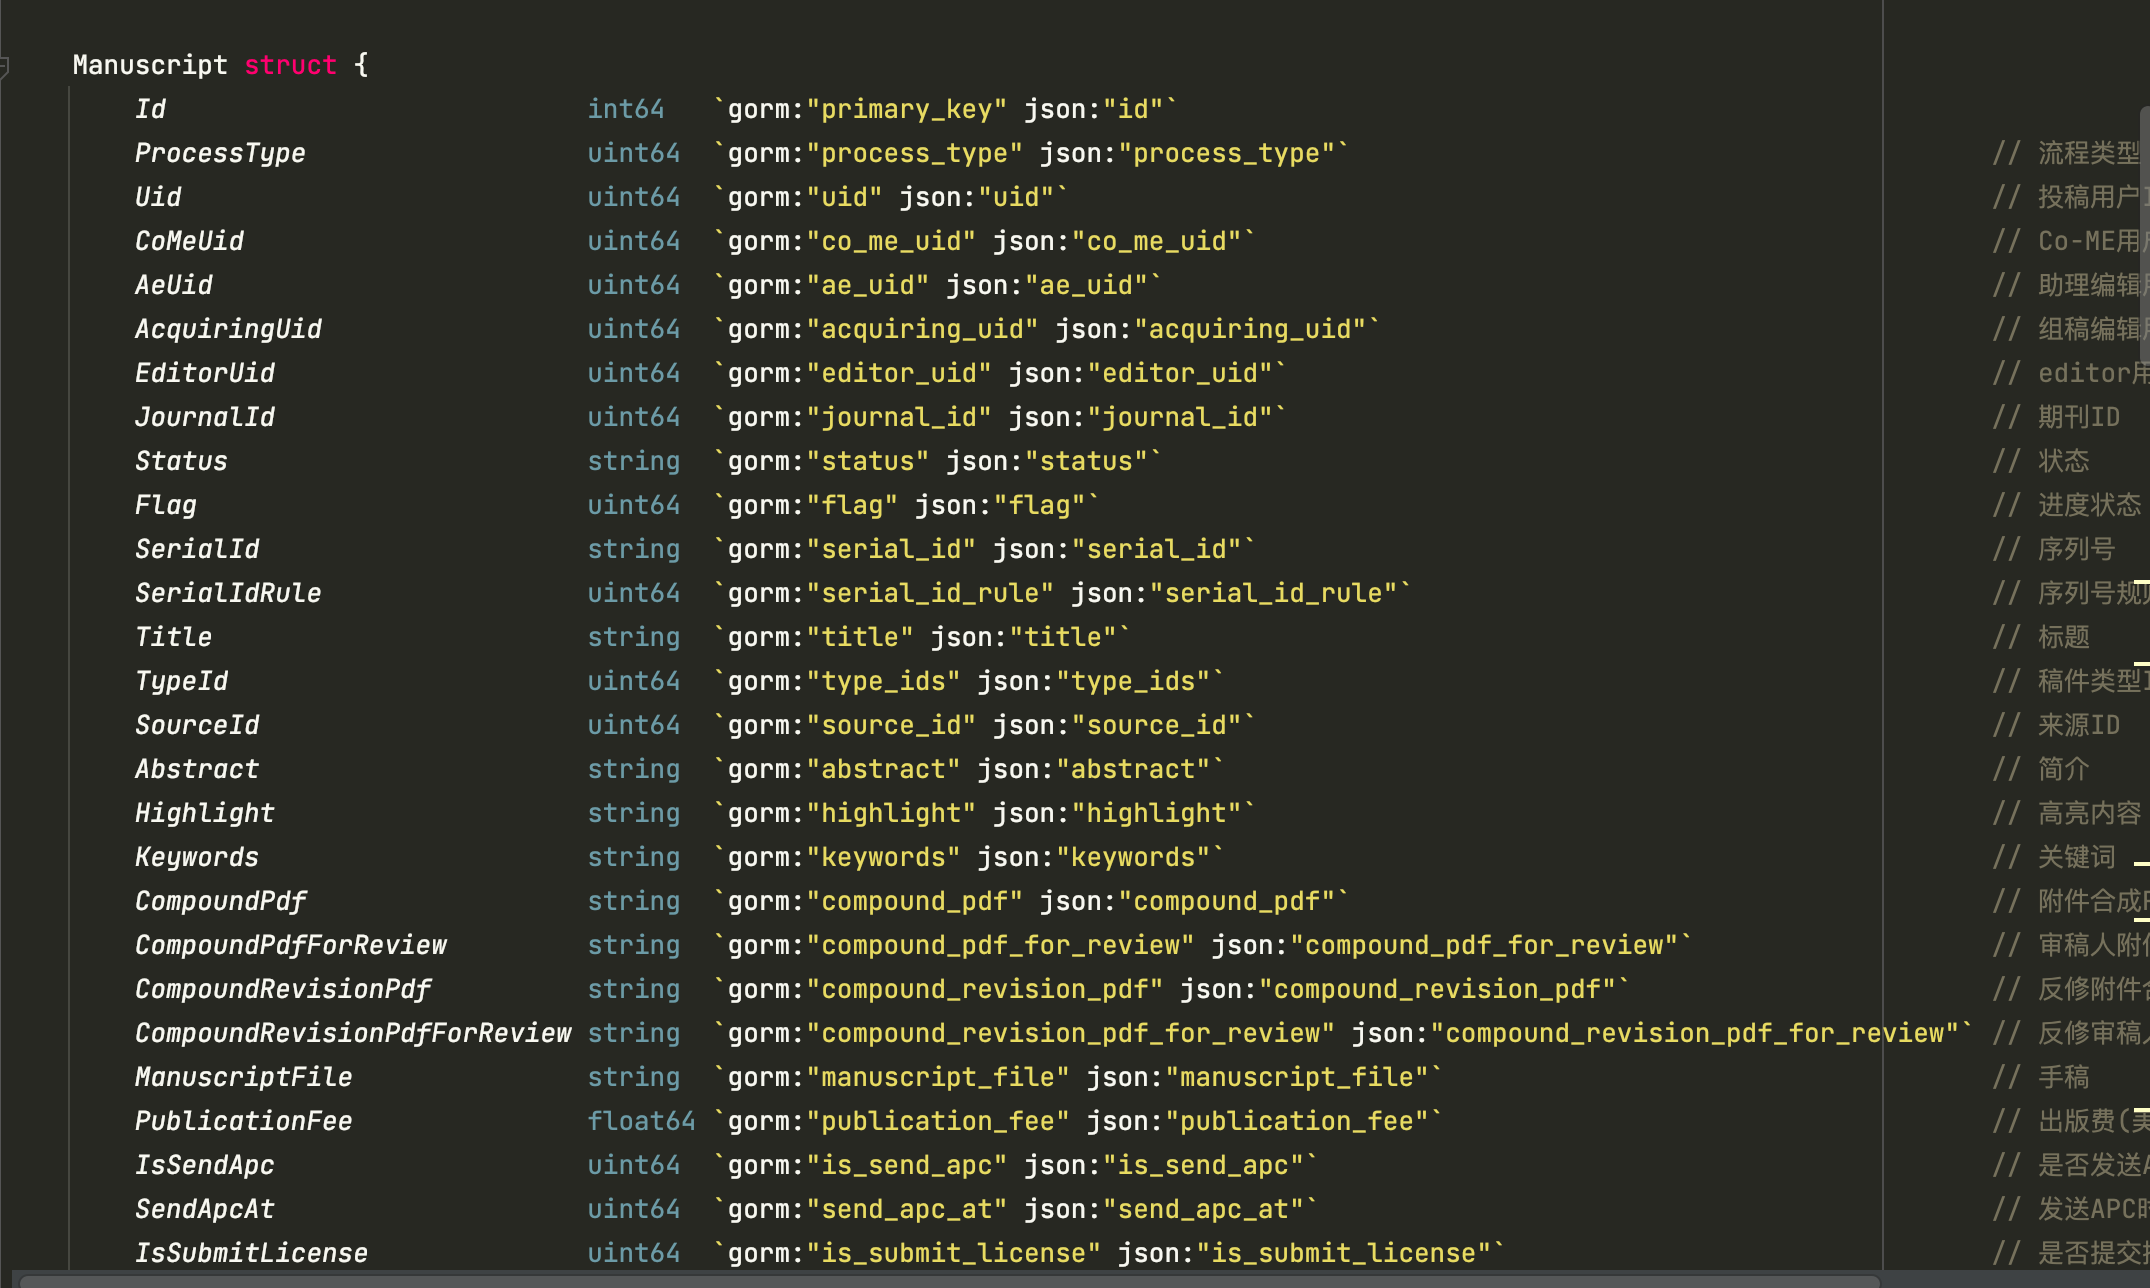 Manuscript struct {
Id int64 `gorm:"primary_key" json:"id"`
ProcessType uint64 `gorm:"process_type" json:"process_type"` // 流程类型
Uid uint64 `gorm:"uid" json:"uid"` // 投稿用户
CoMeUid uint64 `gorm:"co_me_uid" json:"co_me_uid"` // Co-ME用
AeUid uint64 `gorm:"ae_uid" json:"ae_uid"` // 助理编辑
AcquiringUid uint64 `gorm:"acquiring_uid" json:"acquiring_uid"` // 组稿编辑
EditorUid uint64 `gorm:"editor_uid" json:"editor_uid"` // editor用
JournalId uint64 `gorm:"journal_id" json:"journal_id"` // 期刊ID
Status string `gorm:"status" json:"status"` // 状态
Flag uint64 `gorm:"flag" json:"flag"` // 进度状态
SerialId string `gorm:"serial_id" json:"serial_id"` // 序列号
SerialIdRule uint64 `gorm:"serial_id_rule" json:"serial_id_rule"` // 序列号规
Title string `gorm:"title" json:"title"` // 标题
TypeId uint64 `gorm:"type_ids" json:"type_ids"` // 稿件类型
SourceId uint64 `gorm:"source_id" json:"source_id"` // 来源ID
Abstract string `gorm:"abstract" json:"abstract"` // 简介
Highlight string `gorm:"highlight" json:"highlight"` // 高亮内容
Keywords string `gorm:"keywords" json:"keywords"` // 关键词
CompoundPdf string `gorm:"compound_pdf" json:"compound_pdf"` // 附件合成
CompoundPdfForReview string `gorm:"compound_pdf_for_review" json:"compound_pdf_for_review"` // 审稿人附
CompoundRevisionPdf string `gorm:"compound_revision_pdf" json:"compound_revision_pdf"` // 反修附件
CompoundRevisionPdfForReview string `gorm:"compound_revision_pdf_for_review" json:"compound_revision_pdf_for_review"` // 反修审稿
ManuscriptFile string `gorm:"manuscript_file" json:"manuscript_file"` // 手稿
PublicationFee float64 `gorm:"publication_fee" json:"publication_fee"` // 出版费(
IsSendApc uint64 `gorm:"is_send_apc" json:"is_send_apc"` // 是否发送
SendApcAt uint64 `gorm:"send_apc_at" json:"send_apc_at"` // 发送APC
IsSubmitLicense uint64 `gorm:"is_submit_license" json:"is_submit_license"` // 是否提交